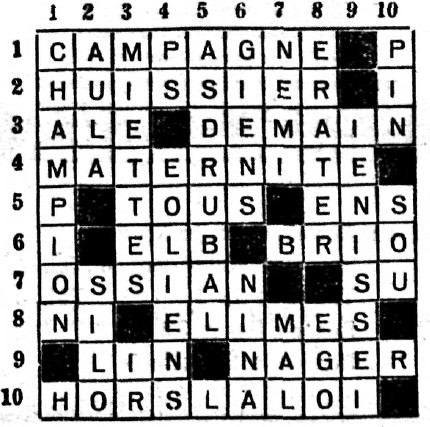 1 2 3 4 5 6 7 8 9 10
1 C A M P A G N E P
2 H U I S S I E R I
3 A L E D E M A I N
4 M A T E R N I T E
5 P T O U S E N S
6 I E L B B R I O
7 O S S I A N S U
8 N I E L I M E S
9 L I N N A G E R
10 H O R S L A L O I